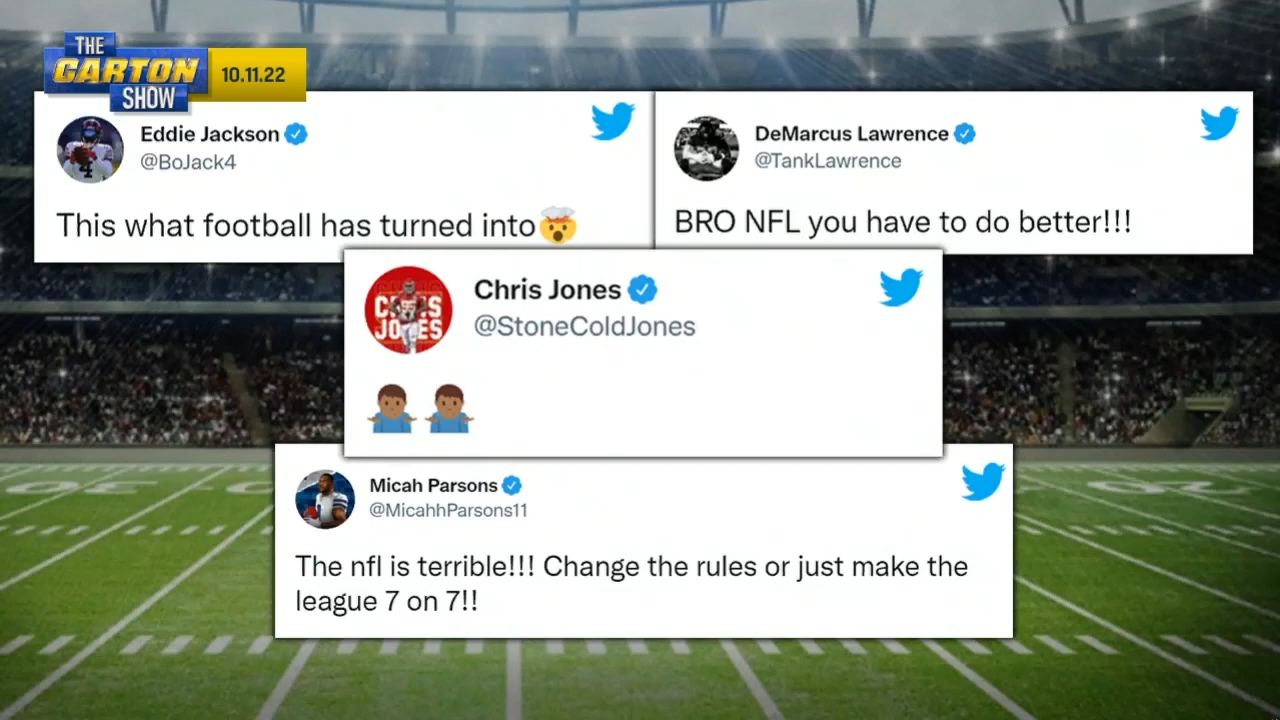 THE
CARTON
SHOW
10.11.22
Eddie Jackson
@BoJack4
This what football has turned into🤯
DeMarcus Lawrence
@TankLawrence
BRO NFL you have to do better!!!
CHRIS
JONES
Chris Jones
@StoneColdJones
🤷🏾‍♂️ 🤷🏾‍♂️
Micah Parsons
@MicahhParsons11
The nfl is terrible!!! Change the rules or just make the
league 7 on 7!!